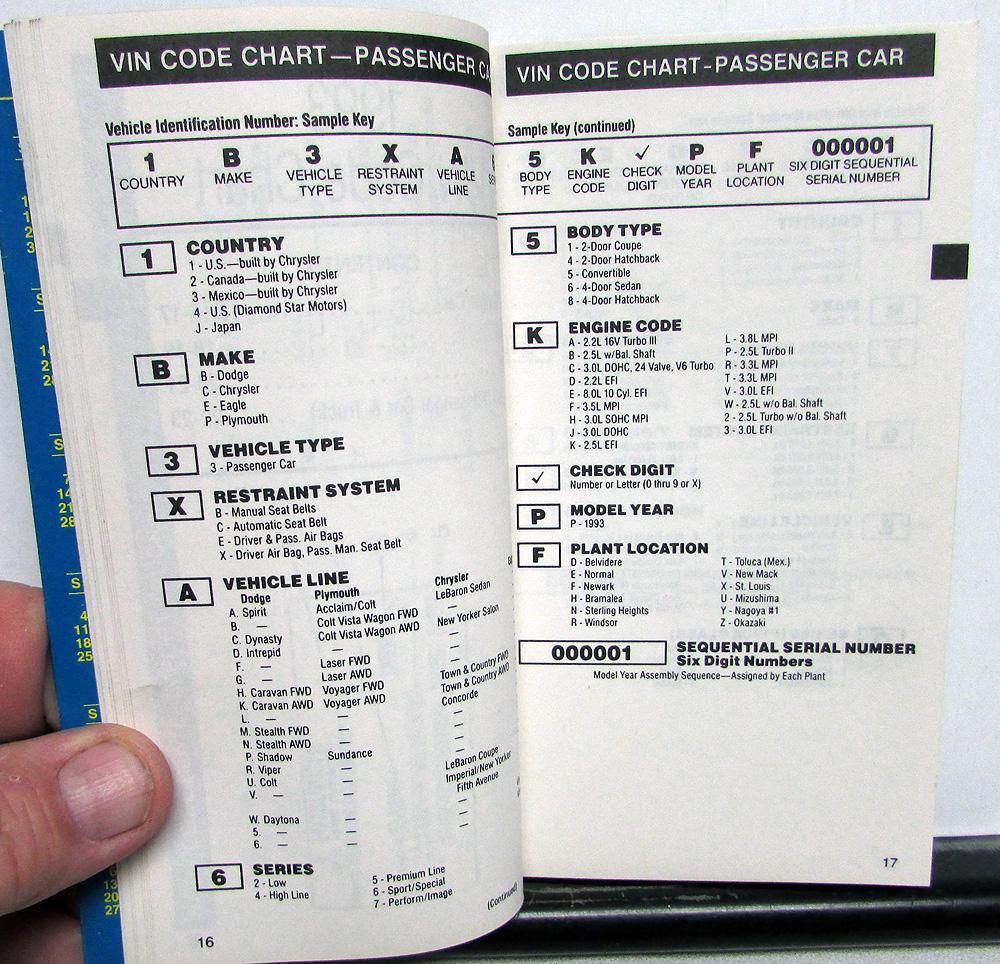 VIN CODE CHART—PASSENGER
Vehicle Identification Number: Sample Key
1 B 3 X A
COUNTRY MAKE VEHICLE TYPE RESTRAINT SYSTEM VEHICLE LINE
1 COUNTRY
1 - U.S.—built by Chrysler
2 - Canada—built by Chrysler
3 - Mexico—built by Chrysler
4 - U.S. (Diamond Star Motors)
J - Japan
B MAKE
B - Dodge
C - Chrysler
E - Eagle
P - Plymouth
3 VEHICLE TYPE
3 - Passenger Car
X RESTRAINT SYSTEM
B - Manual Seat Belts
C - Automatic Seat Belt
E - Driver & Pass. Air Bags
X - Driver Air Bag, Pass. Man. Seat Belt
A VEHICLE LINE
Dodge Plymouth Chrysler
A. Spirit Acclaim/Colt LeBaron Sedan
B. — Colt Vista Wagon FWD —
C. Dynasty Colt Vista Wagon AWD New Yorker Salon
D. Intrepid — —
F. — Laser FWD —
G. — Laser AWD —
H. Caravan FWD Voyager FWD Town & Country FWD
K. Caravan AWD Voyager AWD Town & Country AWD
L. — — Concorde
M. Stealth FWD — —
N. Stealth AWD — —
P. Shadow Sundance —
R. Viper — —
U. Colt — LeBaron Coupe
V. — — Imperial/New Yorker
Fifth Avenue
W. Daytona — —
5. — — —
6. — — —
6 SERIES
2 - Low 5 - Premium Line
4 - High Line 6 - Sport/Special
7 - Perform/Image
(Continued)
16
VIN CODE CHART-PASSENGER CAR
Sample Key (continued)
5 K ✓ P F 000001
BODY TYPE ENGINE CODE CHECK DIGIT MODEL YEAR PLANT LOCATION SIX DIGIT SEQUENTIAL SERIAL NUMBER
5 BODY TYPE
1 - 2-Door Coupe
4 - 2-Door Hatchback
5 - Convertible
6 - 4-Door Sedan
8 - 4-Door Hatchback
K ENGINE CODE
A - 2.2L 16V Turbo III L - 3.8L MPI
B - 2.5L w/Bal. Shaft P - 2.5L Turbo II
C - 3.0L DOHC, 24 Valve, V6 Turbo R - 3.3L MPI
D - 2.2L EFI T - 3.3L MPI
E - 8.0L 10 Cyl. EFI V - 3.0L EFI
F - 3.5L MPI W - 2.5L w/o Bal. Shaft
H - 3.0L SOHC MPI 2 - 2.5L Turbo w/o Bal. Shaft
J - 3.0L DOHC 3 - 3.0L EFI
K - 2.5L EFI
✓ CHECK DIGIT
Number or Letter (0 thru 9 or X)
P MODEL YEAR
P - 1993
F PLANT LOCATION
D - Belvidere T - Toluca (Mex.)
E - Normal V - New Mack
F - Newark X - St. Louis
H - Bramalea U - Mizushima
N - Sterling Heights Y - Nagoya #1
R - Windsor Z - Okazaki
000001 SEQUENTIAL SERIAL NUMBER
Six Digit Numbers
Model Year Assembly Sequence—Assigned by Each Plant
17